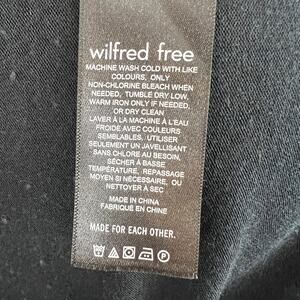 wilfred free
MACHINE WASH COLD WITH LIKE
COLOURS, ONLY
NON-CHLORINE BLEACH WHEN
NEEDED, TUMBLE DRY LOW,
WARM IRON ONLY IF NEEDED,
OR DRY CLEAN
LAVER À LA MACHINE À L'EAU
FROIDE AVEC COULEURS
SEMBLABLES, UTILISER
SEULEMENT UN JAVELLISANT
SANS CHLORE AU BESOIN,
SÉCHER À BASSE
TEMPÉRATURE, REPASSAGE
MOYEN SI NÉCESSAIRE, OU
NETTOYER À SEC
MADE IN CHINA
FABRIQUÉ EN CHINE
MADE FOR EACH OTHER.
P